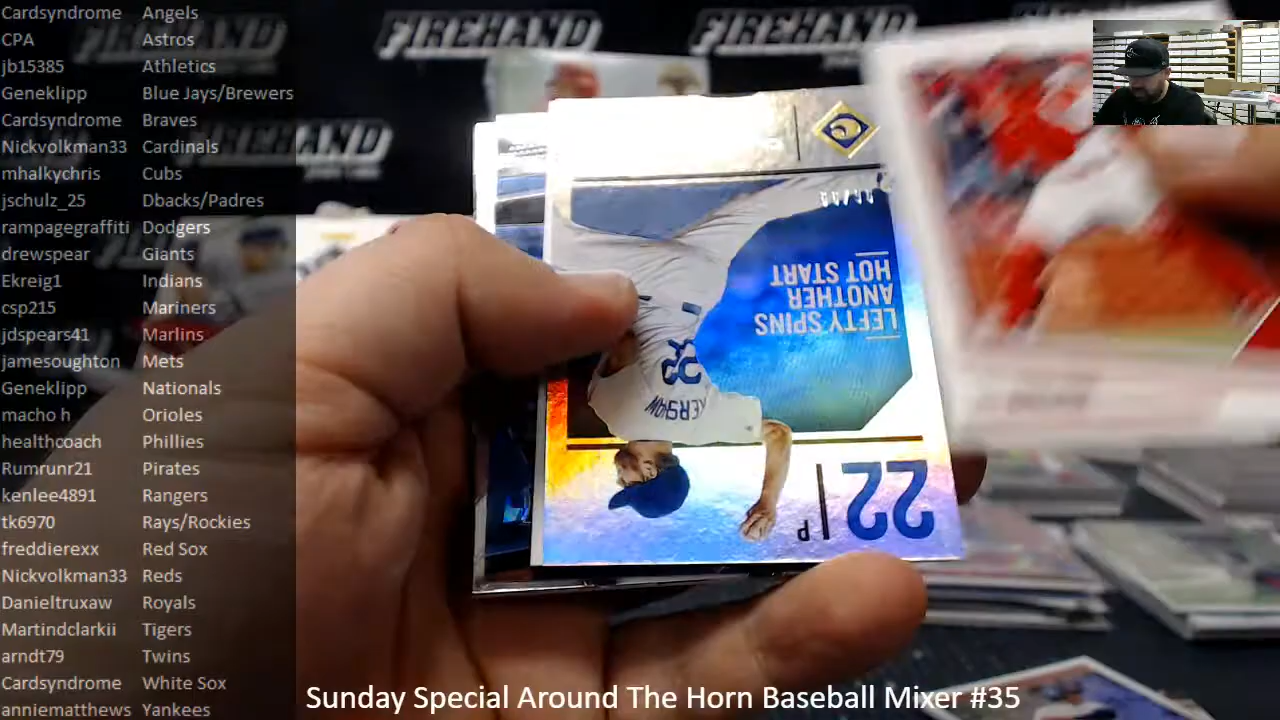 Cardsyndrome Angels
CPA Astros
jb15385 Athletics
Geneklipp Blue Jays/Brewers
Cardsyndrome Braves
Nickvolkman33 Cardinals
mhalkychris Cubs
jschulz_25 Dbacks/Padres
rampagegraffiti Dodgers
drewspear Giants
Ekreig1 Indians
csp215 Mariners
jdspears41 Marlins
jamesoughton Mets
Geneklipp Nationals
macho h Orioles
healthcoach Phillies
Rumrunr21 Pirates
kenlee4891 Rangers
tk6970 Rays/Rockies
freddierexx Red Sox
Nickvolkman33 Reds
Danieltruxaw Royals
Martindclarkii Tigers
arndt79 Twins
Cardsyndrome White Sox
anniematthews Yankees
FIREHAND
FIREHAND
FIREHAND
FIREHAND
22 | P
KERSHAW
LEFTY SPINS
ANOTHER
HOT START
Sunday Special Around The Horn Baseball Mixer #35